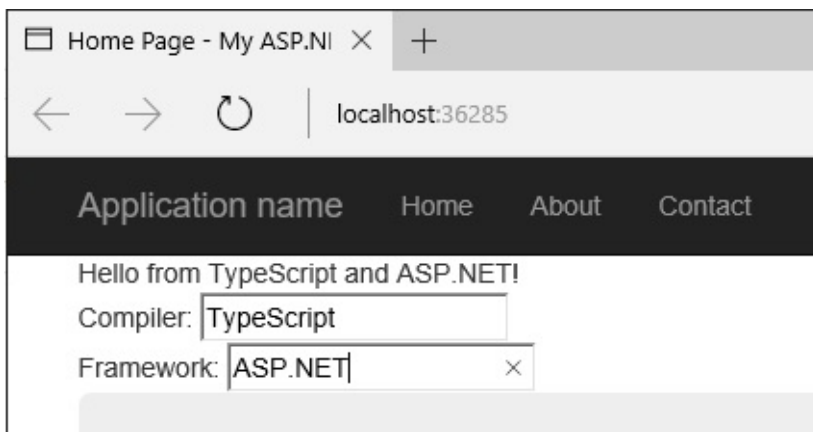 Home Page - My ASP.NI
localhost:36285
Application name Home About Contact
Hello from TypeScript and ASP.NET!
Compiler: TypeScript
Framework: ASP.NET